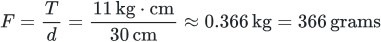 F = T/d = 11 kg · cm / 30 cm ≈ 0.366 kg = 366 grams